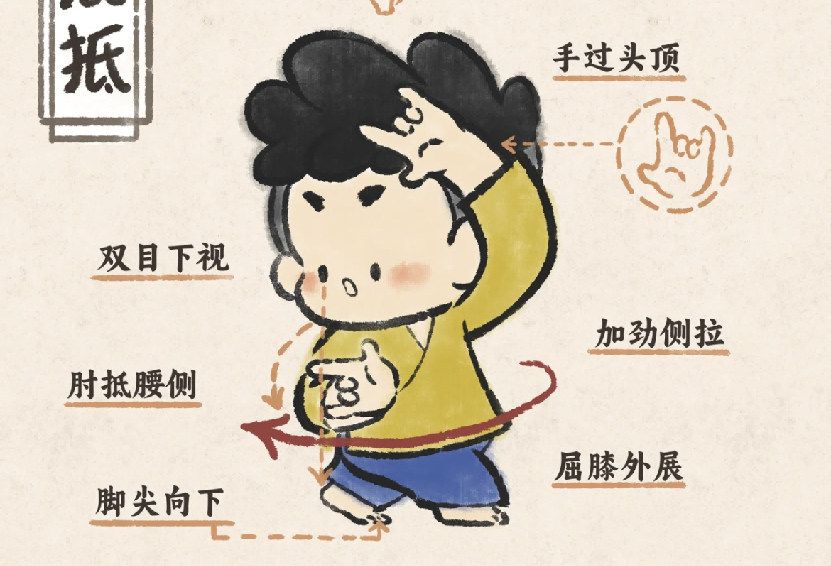 抵
手过头顶
双目下视
加劲侧拉
肘抵腰侧
屈膝外展
脚尖向下